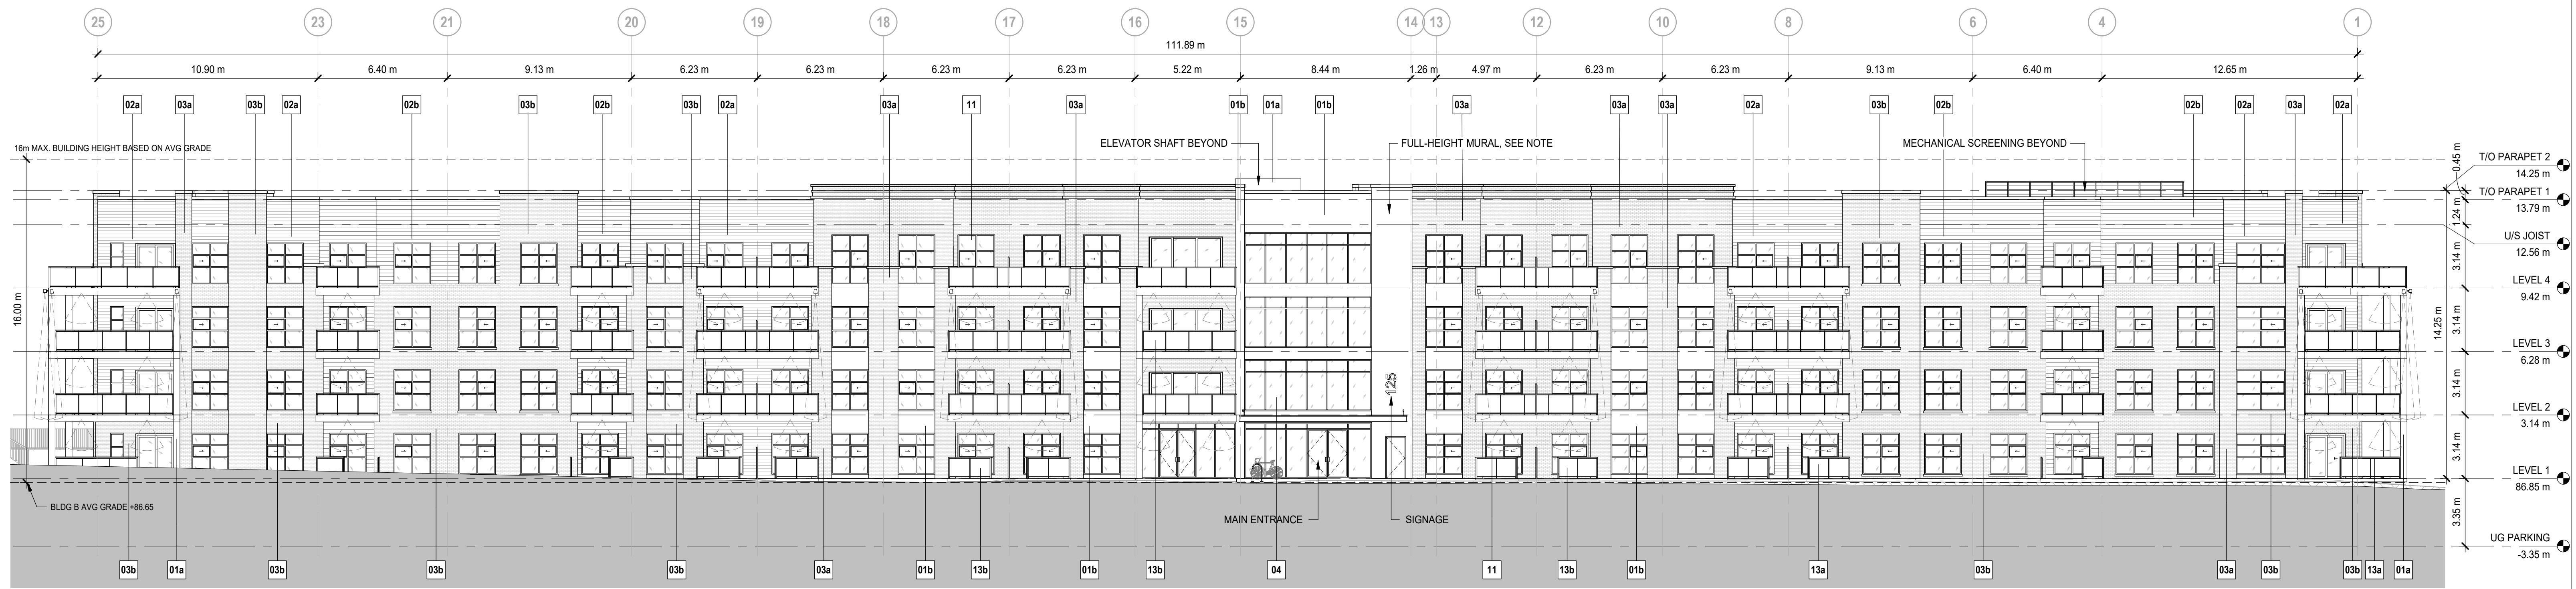 25 23 21 20 19 18 17 16 15 14 13 12 10 8 6 4 1
111.89 m
10.90 m 6.40 m 9.13 m 6.23 m 6.23 m 6.23 m 6.23 m 5.22 m 8.44 m 1.26 m 4.97 m 6.23 m 6.23 m 9.13 m 6.40 m 12.65 m
02a 03a 03b 02a 02b 03b 02b 03b 02a 03a 11 03a 01b 01a 01b 03a 03a 03a 02a 03b 02b 02b 02a 03a 02a
16m MAX. BUILDING HEIGHT BASED ON AVG GRADE
ELEVATOR SHAFT BEYOND
FULL-HEIGHT MURAL, SEE NOTE
MECHANICAL SCREENING BEYOND
T/O PARAPET 2
14.25 m
T/O PARAPET 1
13.79 m
U/S JOIST
12.56 m
LEVEL 4
9.42 m
LEVEL 3
6.28 m
LEVEL 2
3.14 m
LEVEL 1
86.85 m
UG PARKING
-3.35 m
0.45 m
1.24 m
3.14 m
3.14 m
3.14 m
3.14 m
3.35 m
14.25 m
16.00 m
125
BLDG B AVG GRADE +86.65
MAIN ENTRANCE
SIGNAGE
03b 01a 03b 03b 03b 03a 01b 13b 01b 13b 04 11 13b 01b 13a 03b 03a 03b 03b 13a 01a